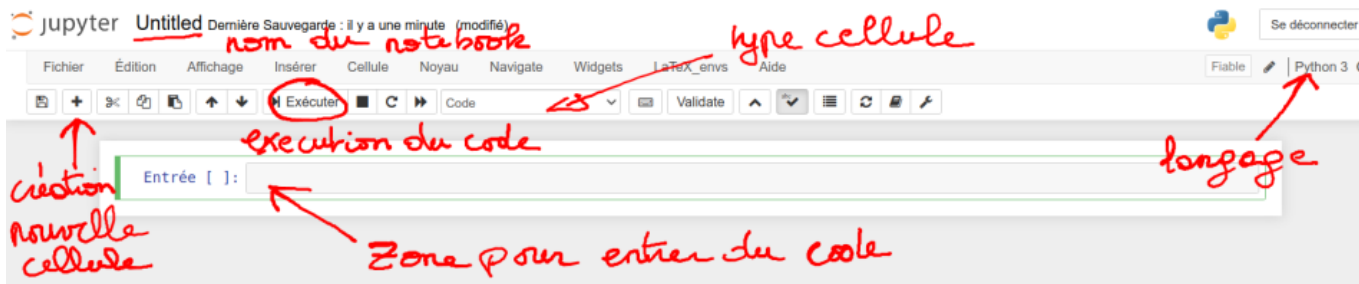 jupyter Untitled Dernière Sauvegarde : il y a une minute (modifié) Se déconnecter
nom du notebook
type cellule
Fichier Édition Affichage Insérer Cellule Noyau Navigate Widgets LaTeX_envs Aide Fiable Python 3
Exécuter Code Validate
execution du code
langage
Entrée [ ]:
création
nouvelle
cellule
Zone pour entrer du code